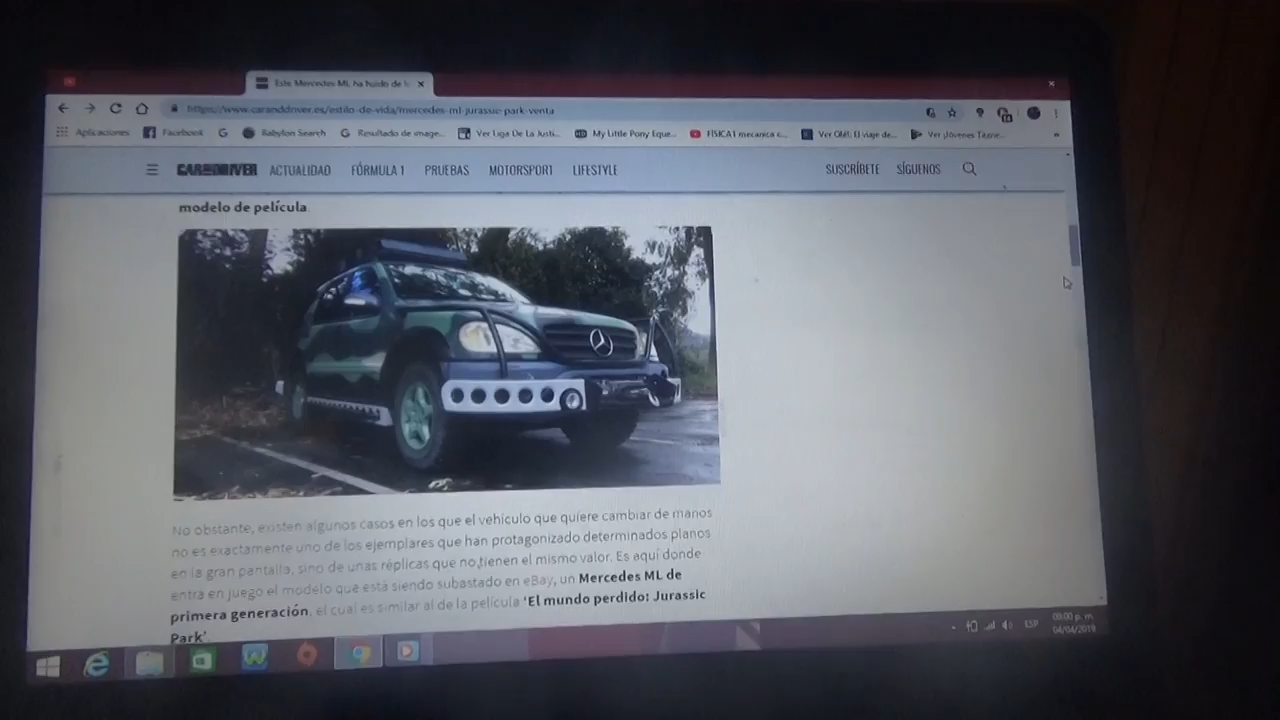 Este Mercedes ML ha huido de l
https://www.caranddriver.es/estilo-de-vida/mercedes-ml-jurassic-park-venta
Aplicaciones Facebook Babylon Search Resultado de image... Ver Liga De La Justi... My Little Pony Eque... FISICA I mecanica c... Ver Olé!: El viaje de... Ver Jóvenes Titane...
CAR AND DRIVER ACTUALIDAD FÓRMULA 1 PRUEBAS MOTORSPORT LIFESTYLE SUSCRÍBETE SÍGUENOS
modelo de película.
No obstante, existen algunos casos en los que el vehículo que quiere cambiar de manos
no es exactamente uno de los ejemplares que han protagonizado determinados planos
en la gran pantalla, sino de unas réplicas que no tienen el mismo valor. Es aquí donde
entra en juego el modelo que está siendo subastado en eBay, un Mercedes ML de
primera generación, el cual es similar al de la película 'El mundo perdido: Jurassic
Park'.
ESP
08:00 p. m.
04/04/2019